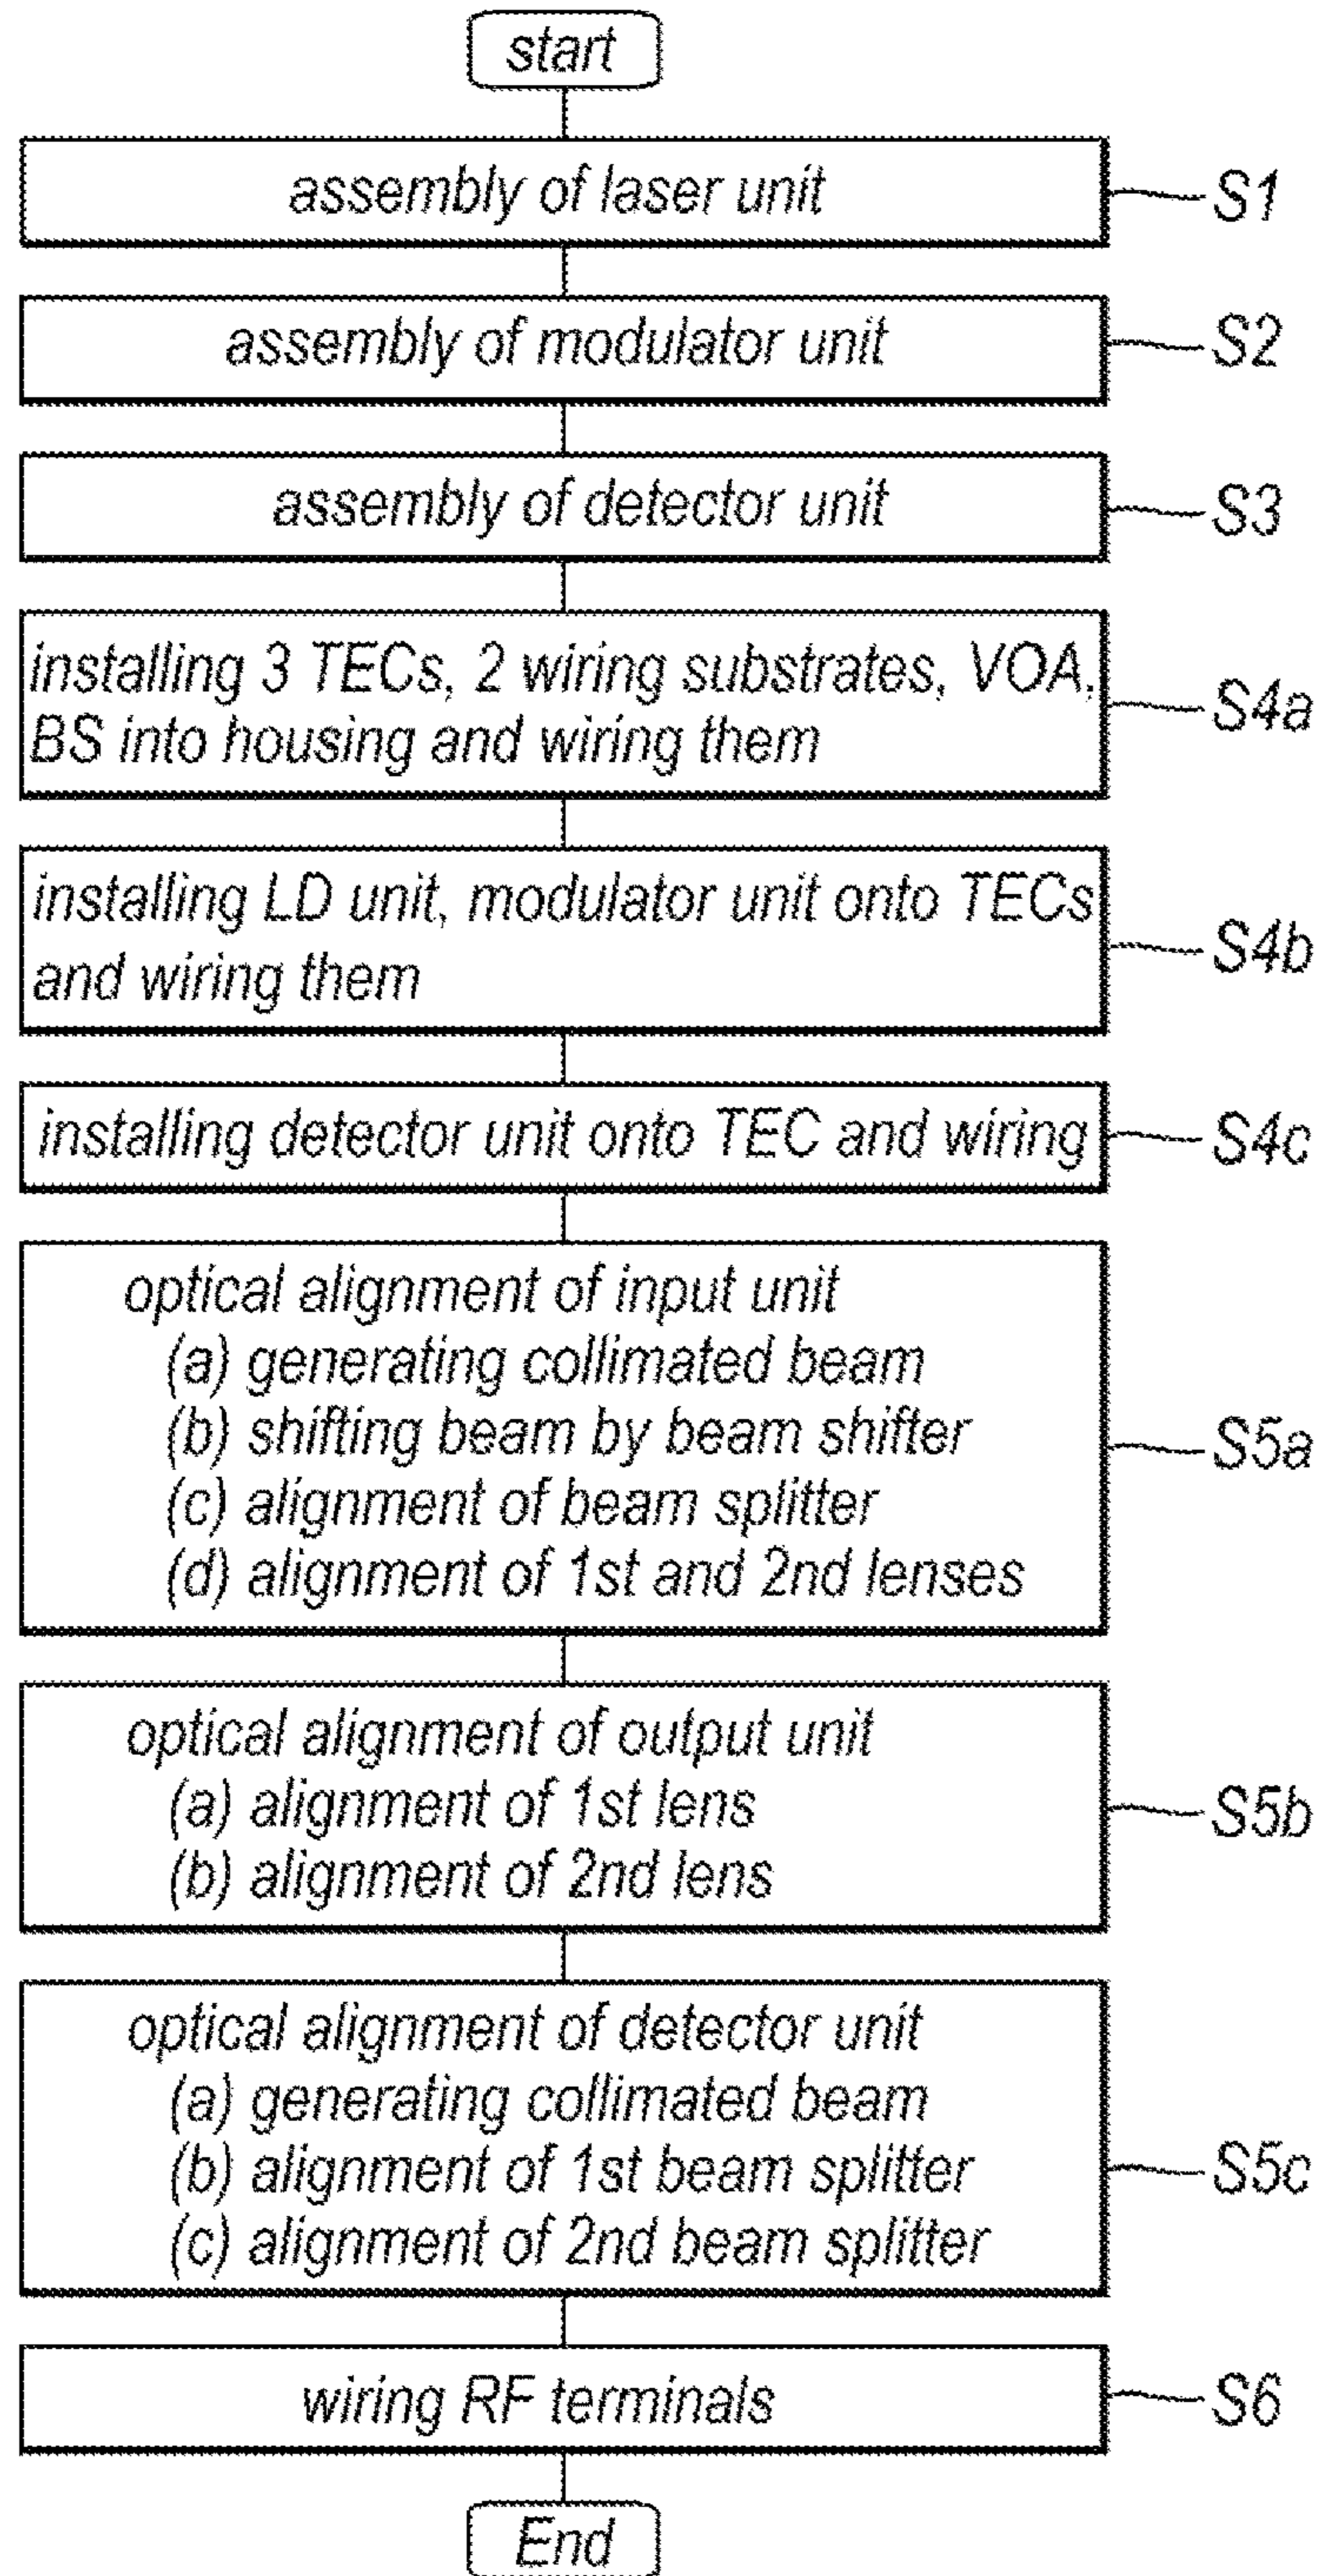 start
assembly of laser unit
S1
assembly of modulator unit
S2
assembly of detector unit
S3
installing 3 TECs, 2 wiring substrates, VOA,
BS into housing and wiring them
S4a
installing LD unit, modulator unit onto TECs
and wiring them
S4b
installing detector unit onto TEC and wiring
S4c
optical alignment of input unit
(a) generating collimated beam
(b) shifting beam by beam shifter
(c) alignment of beam splitter
(d) alignment of 1st and 2nd lenses
S5a
optical alignment of output unit
(a) alignment of 1st lens
(b) alignment of 2nd lens
S5b
optical alignment of detector unit
(a) generating collimated beam
(b) alignment of 1st beam splitter
(c) alignment of 2nd beam splitter
S5c
wiring RF terminals
S6
End